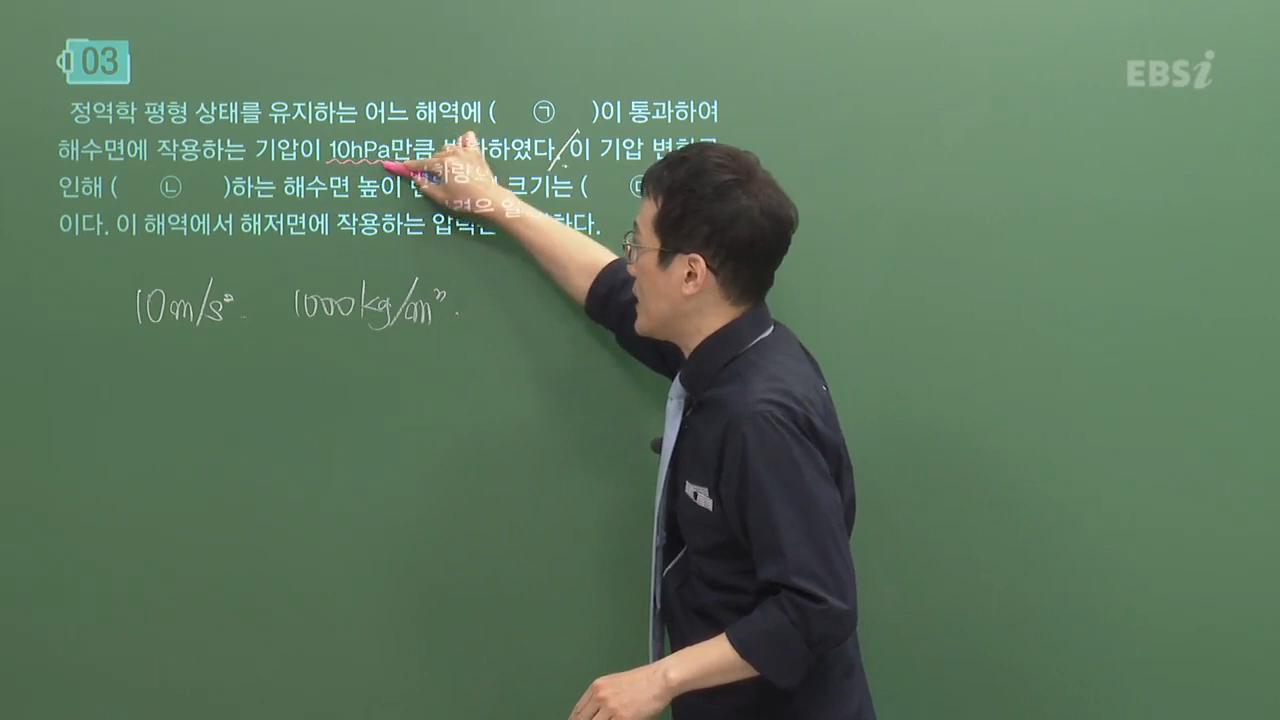 03
EBSi
정역학 평형 상태를 유지하는 어느 해역에 ( ㉠ )이 통과하여
해수면에 작용하는 기압이 10hPa만큼 변화하였다. 이 기압
인해 ( ㉡ )하는 해수면 높이 크기는 (
이다. 이 해역에서 해저면에 작용하는
10m/s² 1000kg/m³.